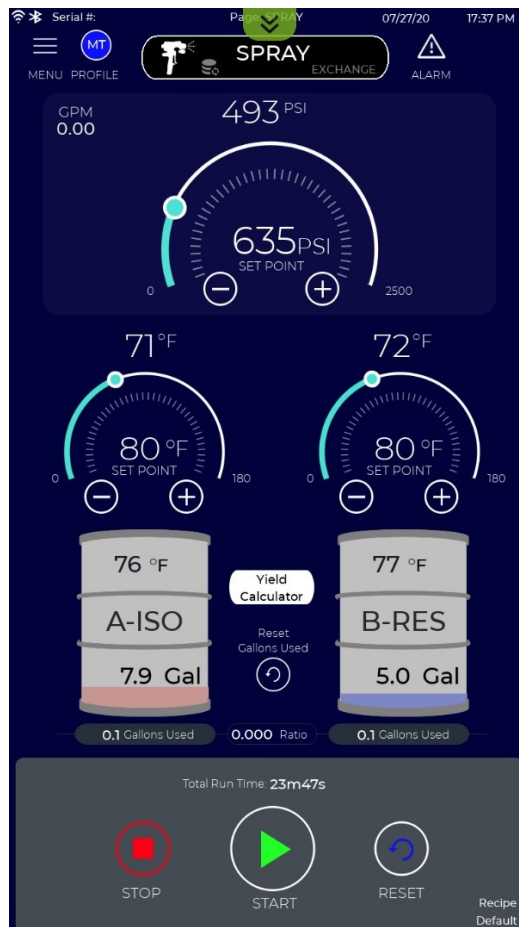 Serial #: Page: SPRAY 07/27/20 17:37 PM
MT
MENU PROFILE
SPRAY
EXCHANGE
ALARM
GPM
0.00
493 PSI
635PSI
SET POINT
0 2500
71°F 72°F
80 °F 80 °F
SET POINT SET POINT
0 180 0 180
76 °F 77 °F
Yield
Calculator
A-ISO B-RES
Reset
Gallons Used
7.9 Gal 5.0 Gal
0.1 Gallons Used 0.000 Ratio 0.1 Gallons Used
Total Run TIme: 23m47s
STOP START RESET
Recipe
Default